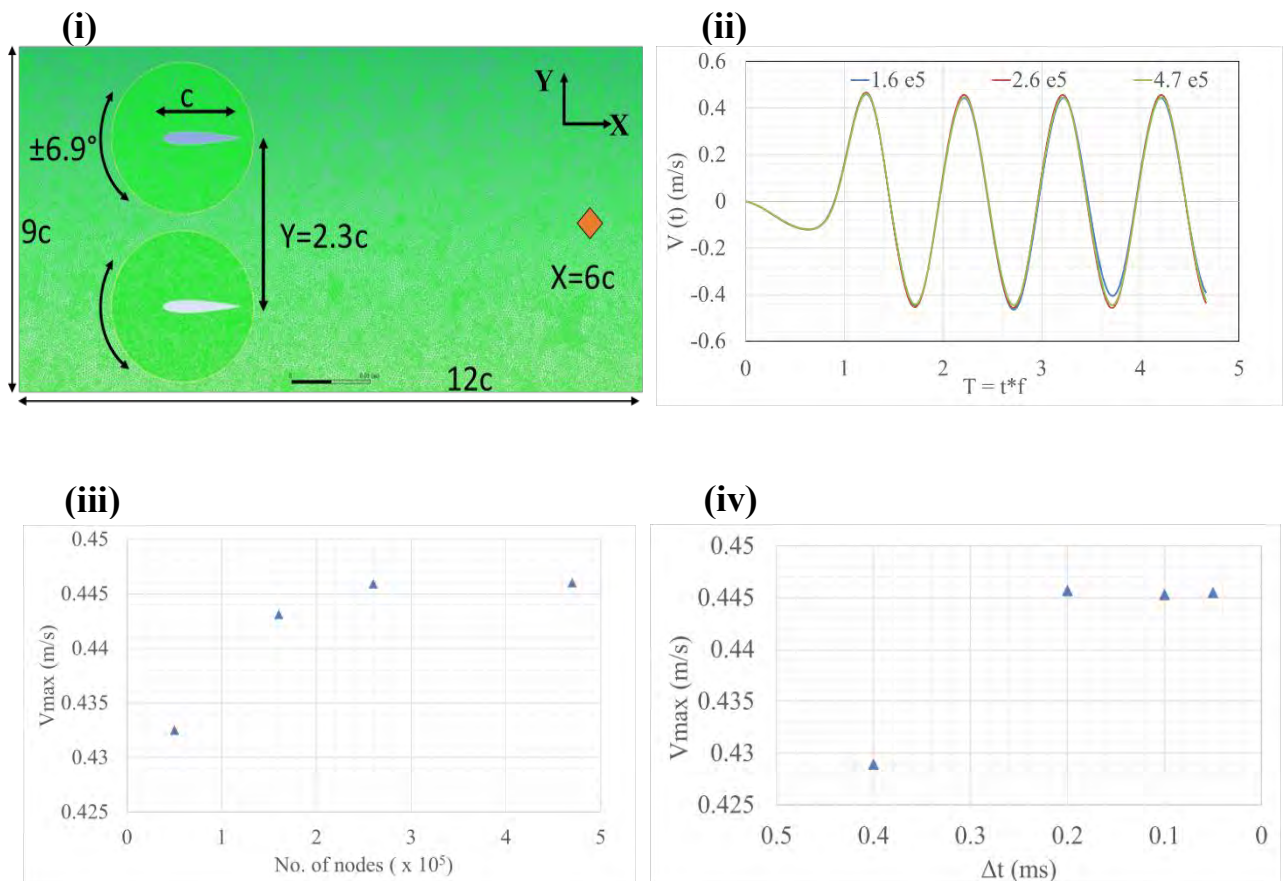 (i)
C
Y
X
±6.9°
9c
Y=2.3c
X=6c
12c
(ii)
1.6 e5 2.6 e5 4.7 e5
0.6
0.4
0.2
0
-0.2
-0.4
-0.6
V (t) (m/s)
0 1 2 3 4 5
T = t*f
(iii)
0.45
0.445
0.44
0.435
0.43
0.425
Vmax (m/s)
0 1 2 3 4 5
No. of nodes ( x 10⁵)
(iv)
0.45
0.445
0.44
0.435
0.43
0.425
Vmax (m/s)
0.5 0.4 0.3 0.2 0.1 0
Δt (ms)